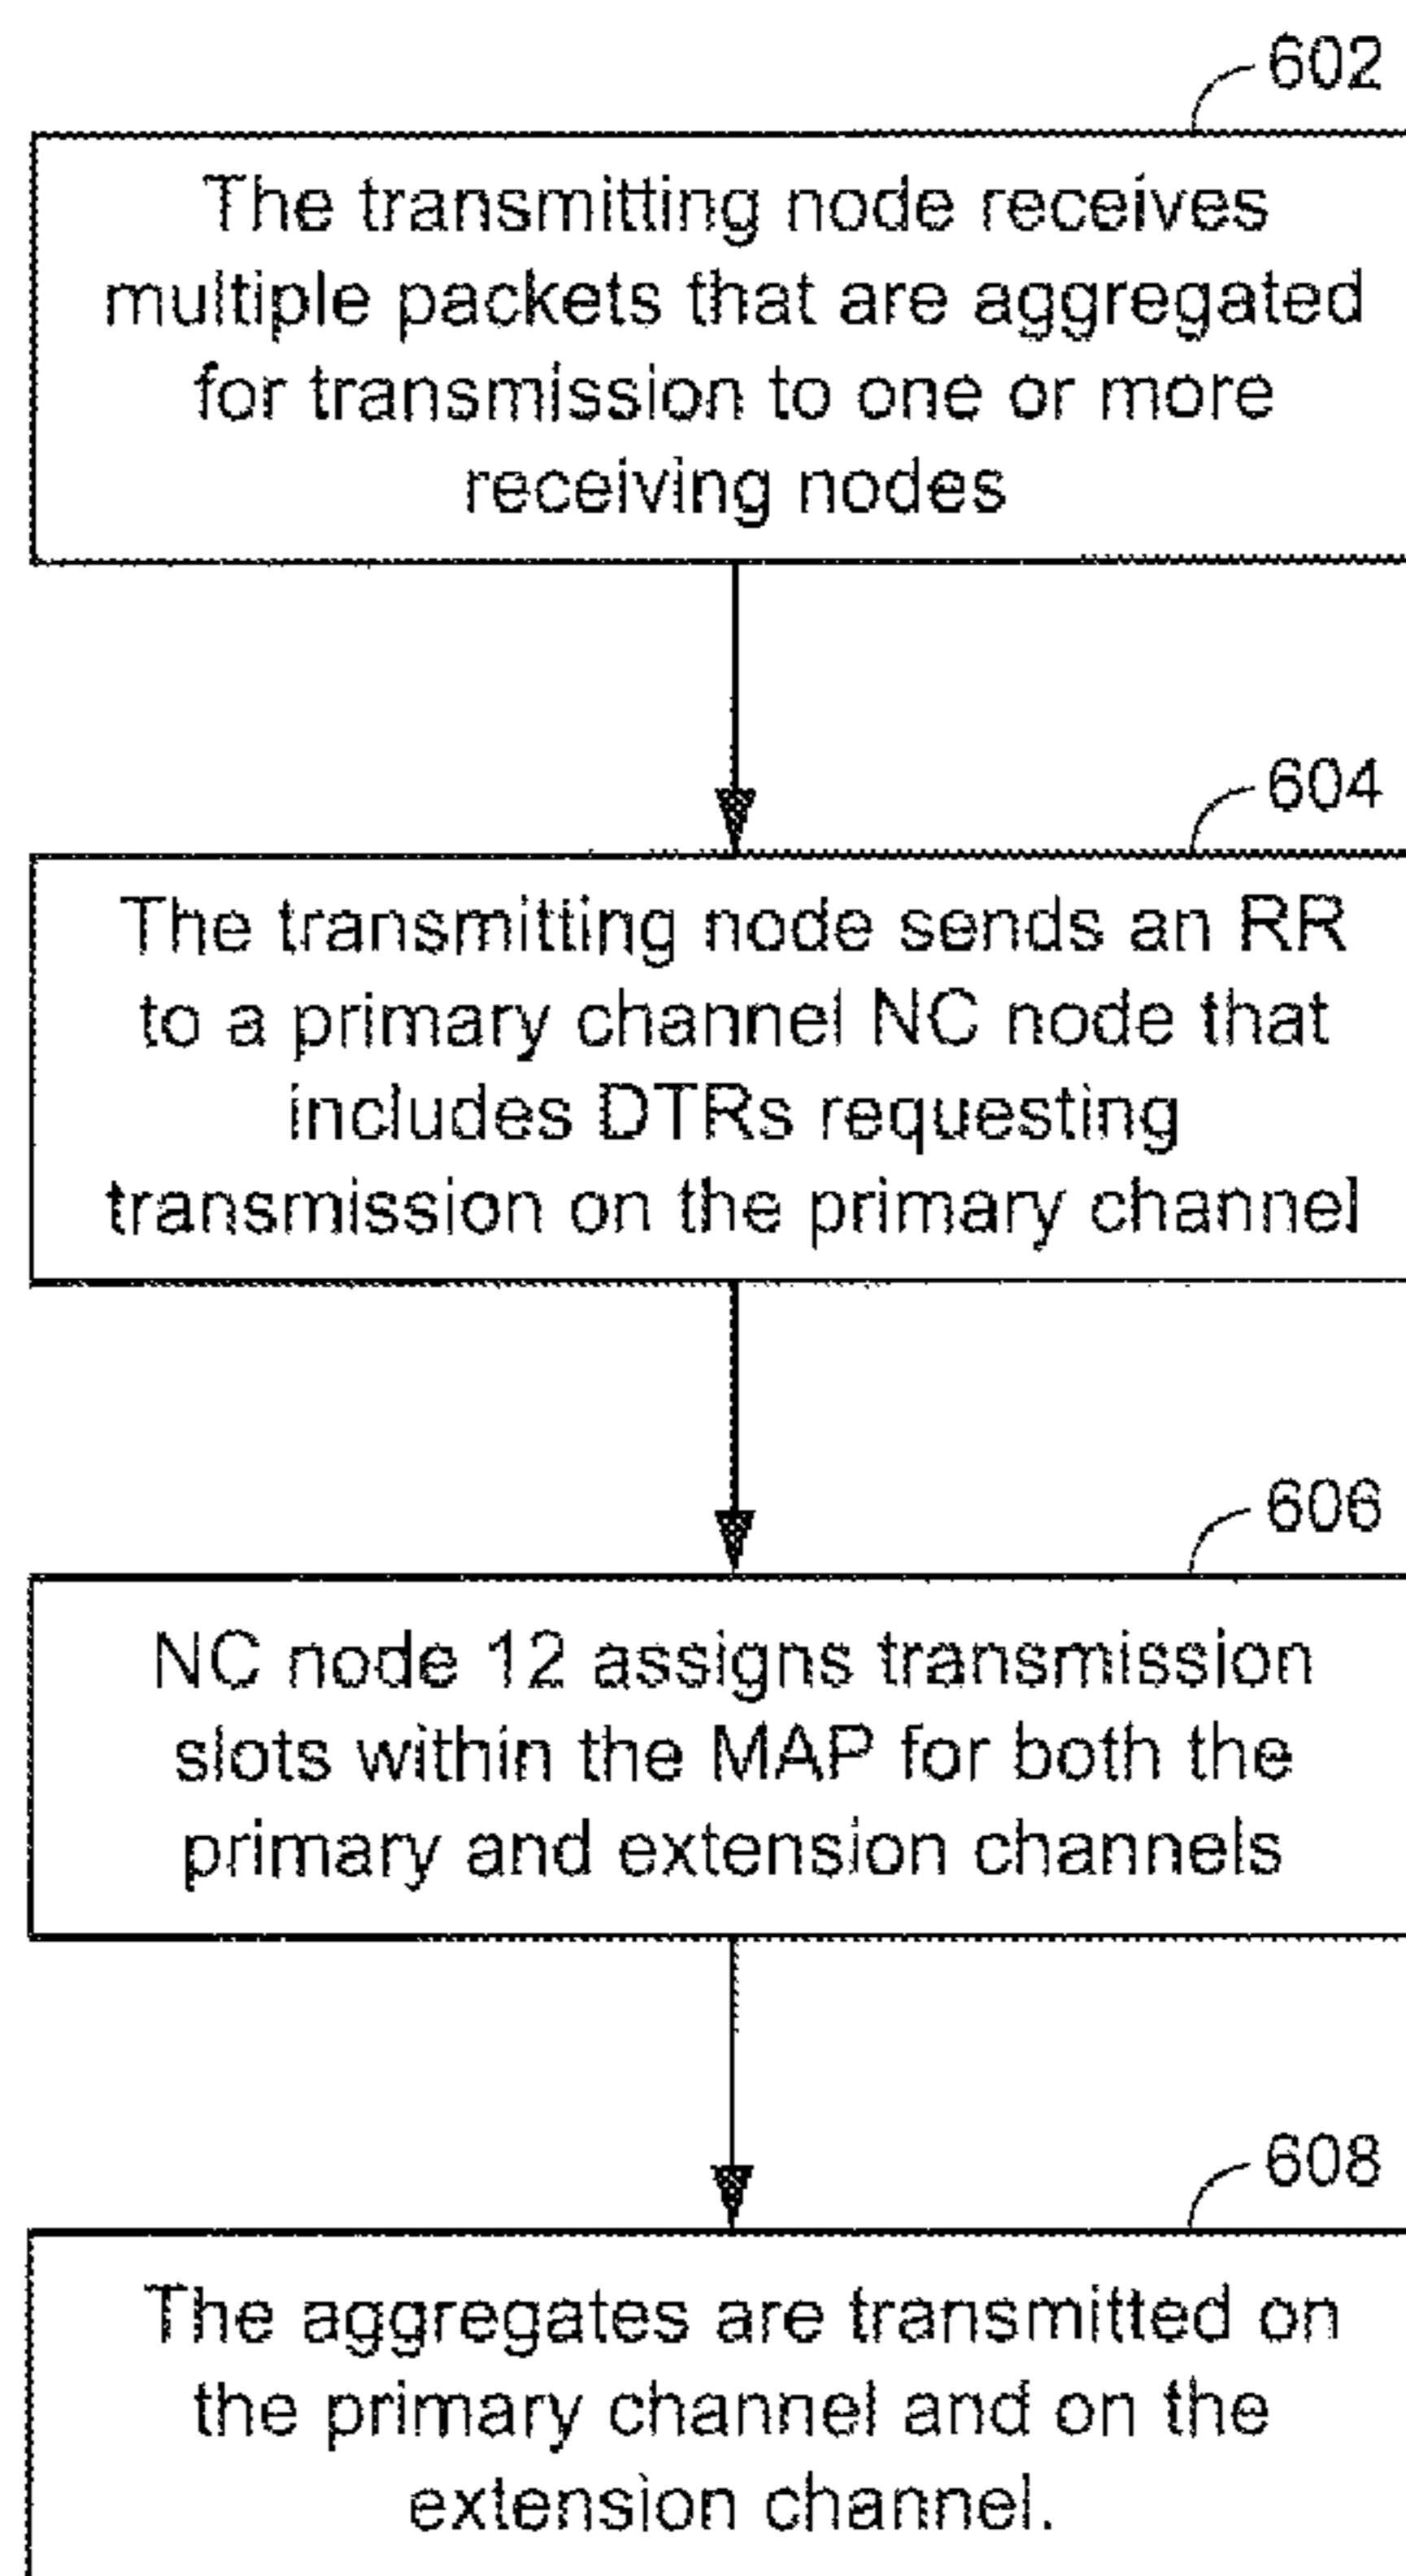 602
The transmitting node receives
multiple packets that are aggregated
for transmission to one or more
receiving nodes
604
The transmitting node sends an RR
to a primary channel NC node that
includes DTRs requesting
transmission on the primary channel
606
NC node 12 assigns transmission
slots within the MAP for both the
primary and extension channels
608
The aggregates are transmitted on
the primary channel and on the
extension channel.